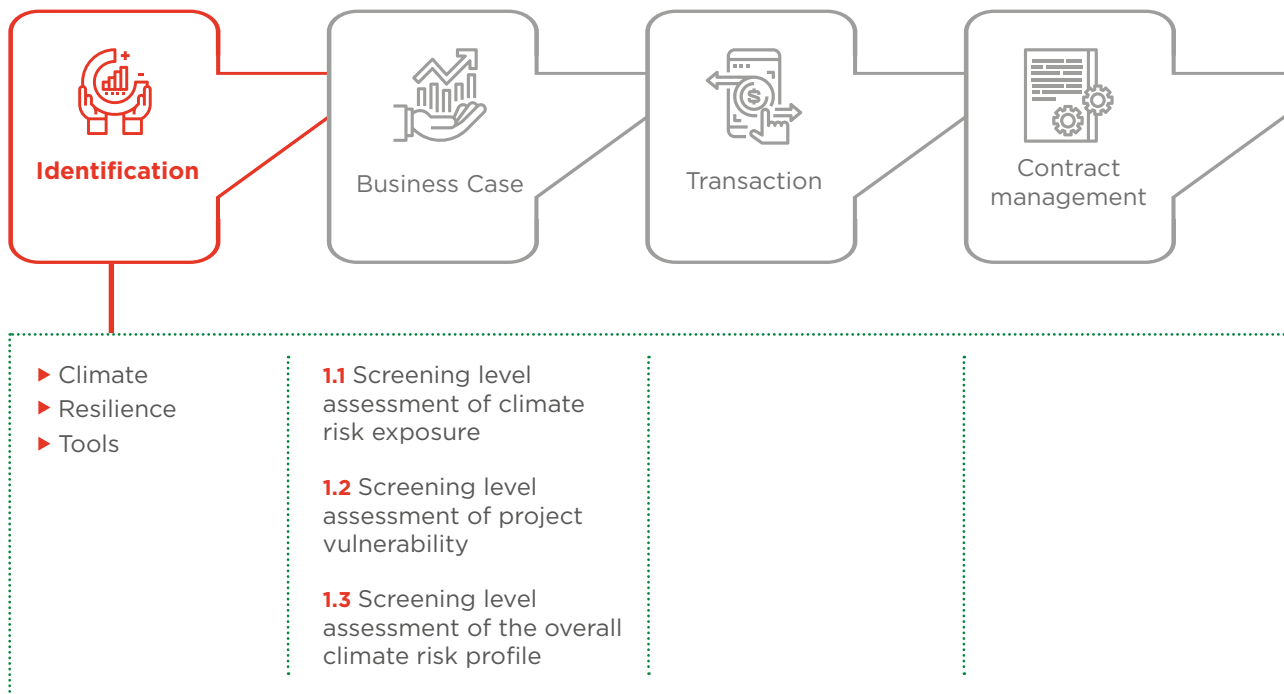 Identification
Business Case
Transaction
Contract
management
$
▶ Climate
▶ Resilience
▶ Tools
1.1 Screening level
assessment of climate
risk exposure
1.2 Screening level
assessment of project
vulnerability
1.3 Screening level
assessment of the overall
climate risk profile